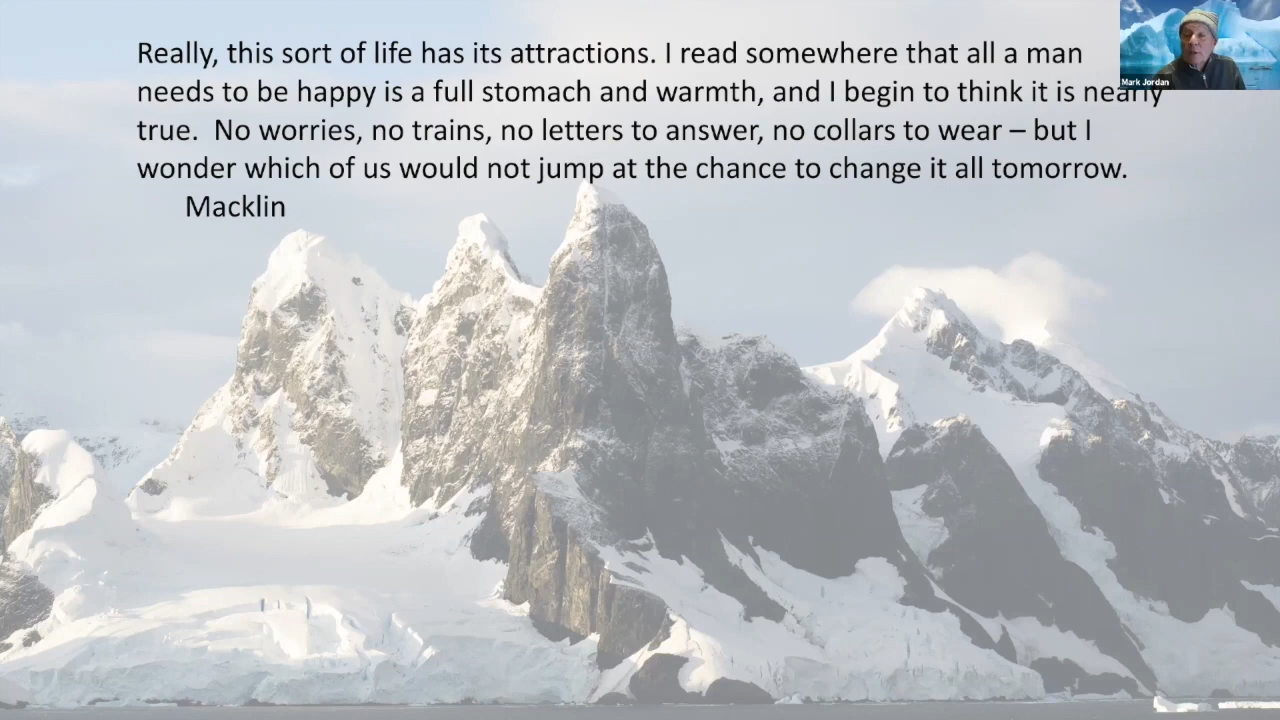 Really, this sort of life has its attractions. I read somewhere that all a man
Mark Jordan
needs to be happy is a full stomach and warmth, and I begin to think it is nearly
true.  No worries, no trains, no letters to answer, no collars to wear – but I
wonder which of us would not jump at the chance to change it all tomorrow.
Macklin